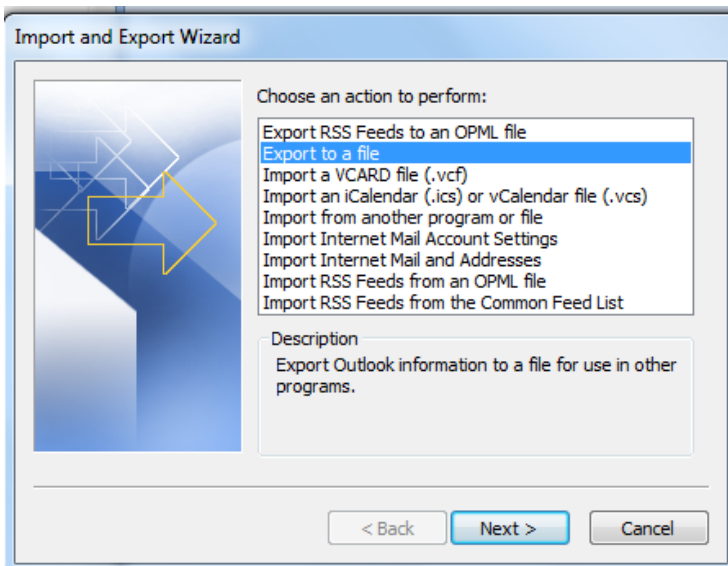 Import and Export Wizard
Choose an action to perform:
Export RSS Feeds to an OPML file
Export to a file
Import a VCARD file (.vcf)
Import an iCalendar (.ics) or vCalendar file (.vcs)
Import from another program or file
Import Internet Mail Account Settings
Import Internet Mail and Addresses
Import RSS Feeds from an OPML file
Import RSS Feeds from the Common Feed List
Description
Export Outlook information to a file for use in other
programs.
< Back Next > Cancel